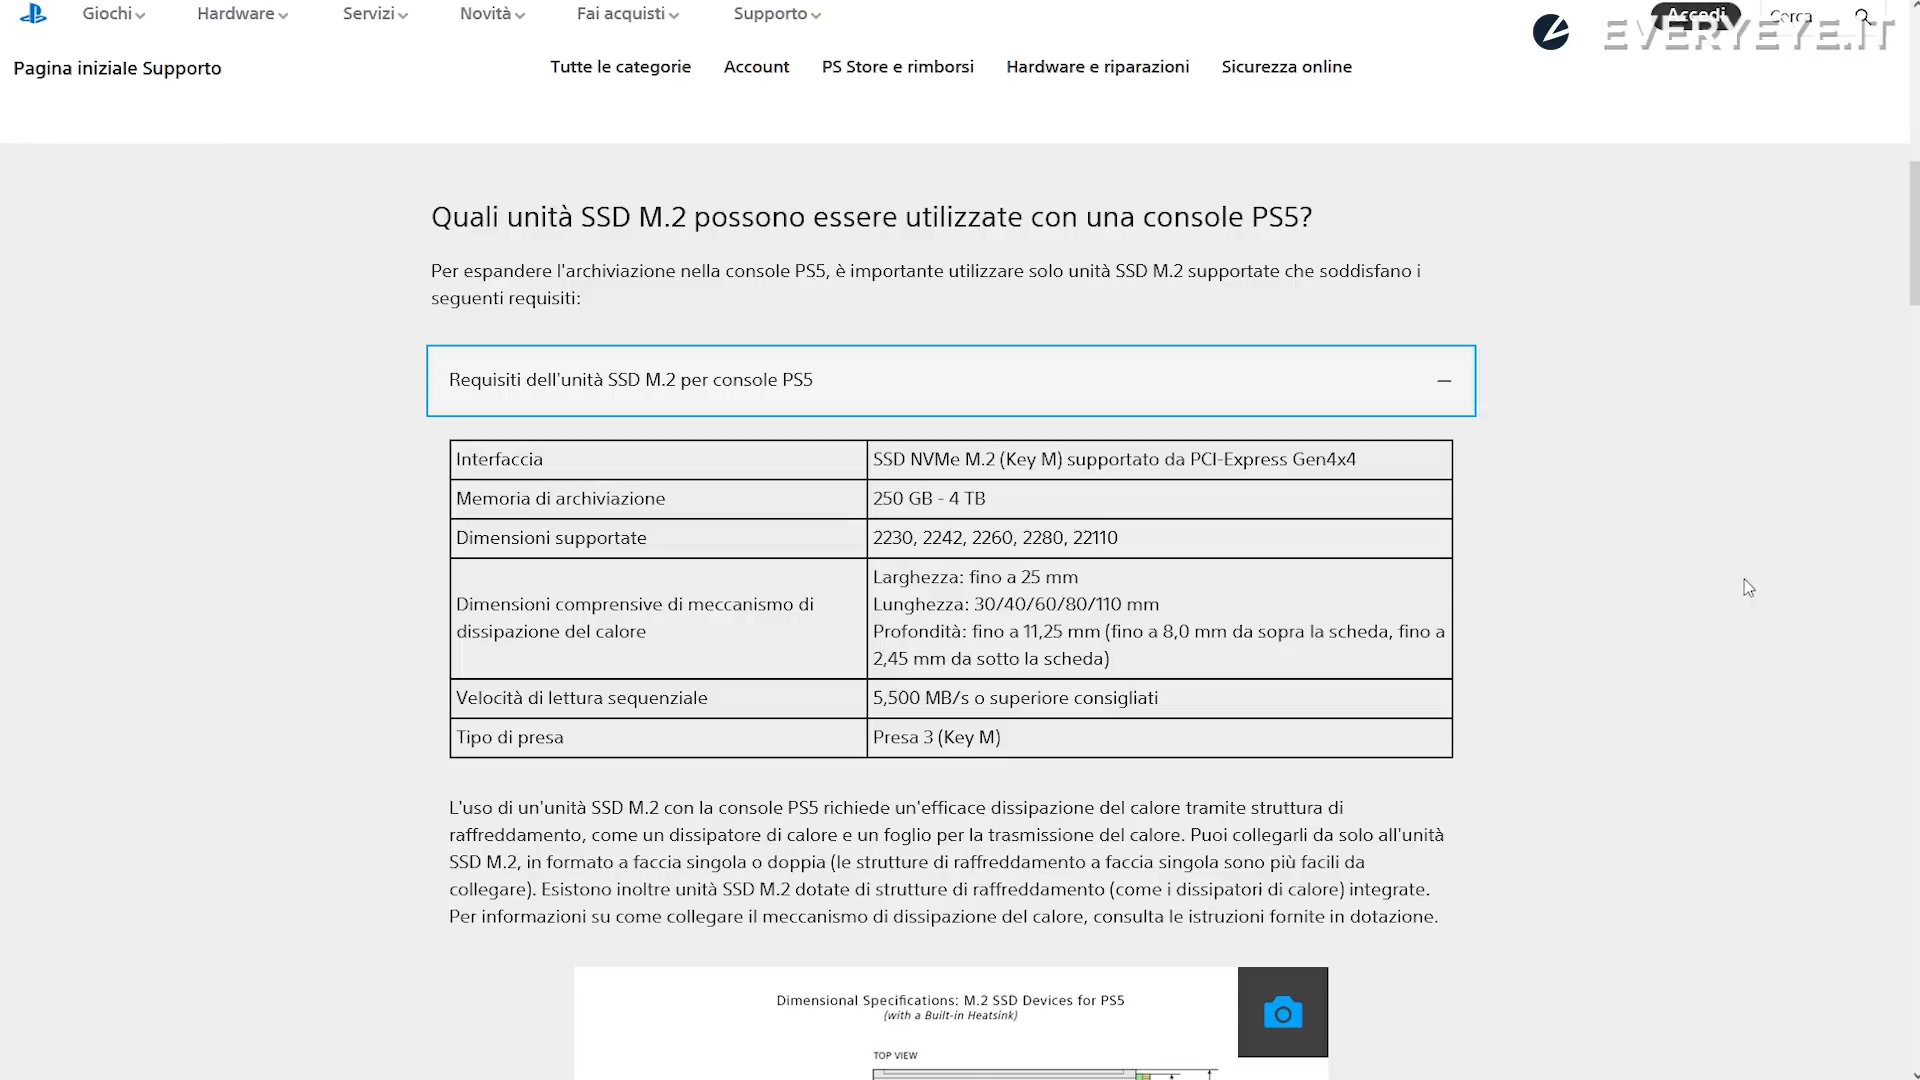 Giochi Hardware Servizi Novità Fai acquisti Supporto Accedi Cerca
EVERYEYE.IT
Pagina iniziale Supporto Tutte le categorie Account PS Store e rimborsi Hardware e riparazioni Sicurezza online
Quali unità SSD M.2 possono essere utilizzate con una console PS5?
Per espandere l'archiviazione nella console PS5, è importante utilizzare solo unità SSD M.2 supportate che soddisfano i
seguenti requisiti:
Requisiti dell'unità SSD M.2 per console PS5
Interfaccia SSD NVMe M.2 (Key M) supportato da PCI-Express Gen4x4
Memoria di archiviazione 250 GB - 4 TB
Dimensioni supportate 2230, 2242, 2260, 2280, 22110
Dimensioni comprensive di meccanismo di
dissipazione del calore
Larghezza: fino a 25 mm
Lunghezza: 30/40/60/80/110 mm
Profondità: fino a 11,25 mm (fino a 8,0 mm da sopra la scheda, fino a
2,45 mm da sotto la scheda)
Velocità di lettura sequenziale 5,500 MB/s o superiore consigliati
Tipo di presa Presa 3 (Key M)
L'uso di un'unità SSD M.2 con la console PS5 richiede un'efficace dissipazione del calore tramite struttura di
raffreddamento, come un dissipatore di calore e un foglio per la trasmissione del calore. Puoi collegarli da solo all'unità
SSD M.2, in formato a faccia singola o doppia (le strutture di raffreddamento a faccia singola sono più facili da
collegare). Esistono inoltre unità SSD M.2 dotate di strutture di raffreddamento (come i dissipatori di calore) integrate.
Per informazioni su come collegare il meccanismo di dissipazione del calore, consulta le istruzioni fornite in dotazione.
Dimensional Specifications: M.2 SSD Devices for PS5
(with a Built-in Heatsink)
TOP VIEW